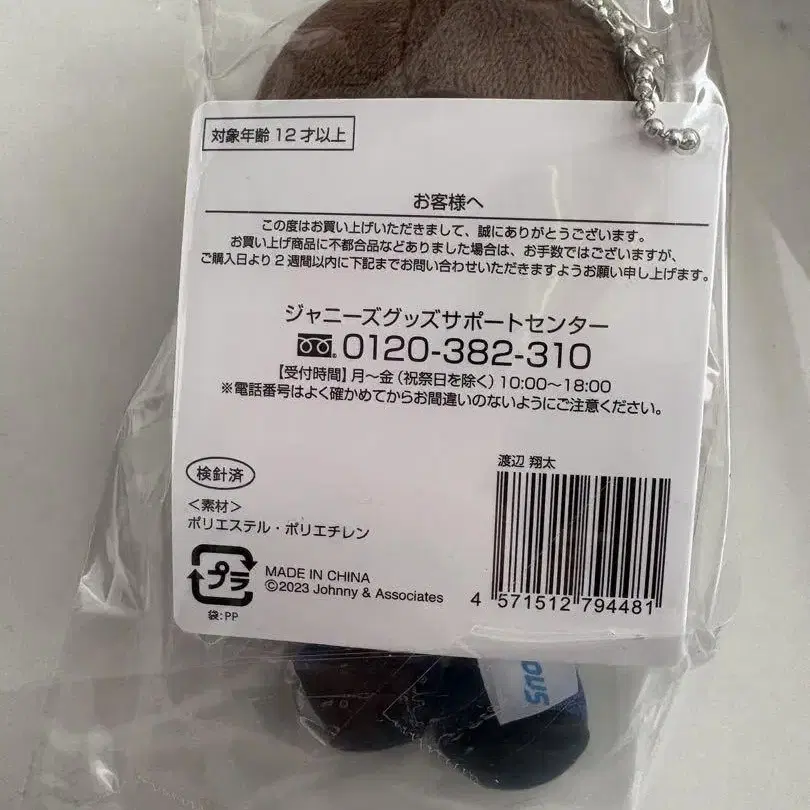 対象年齢12才以上
お客様へ
この度はお買い上げいただきまして、誠にありがとうございます。
お買い上げ商品に不都合品などありました場合は、お手数ではございますが、
ご購入日より2週間以内に下記までお問い合わせいただきますようお願い申し上げます。
ジャニーズグッズサポートセンター
0120-382-310
【受付時間】月～金（祝祭日を除く）10:00～18:00
※電話番号はよく確かめてからお間違いのないようにご注意ください。
渡辺 翔太
検針済
＜素材＞
ポリエステル・ポリエチレン
プラ
MADE IN CHINA
©2023 Johnny & Associates
袋:PP
4 571512 794481